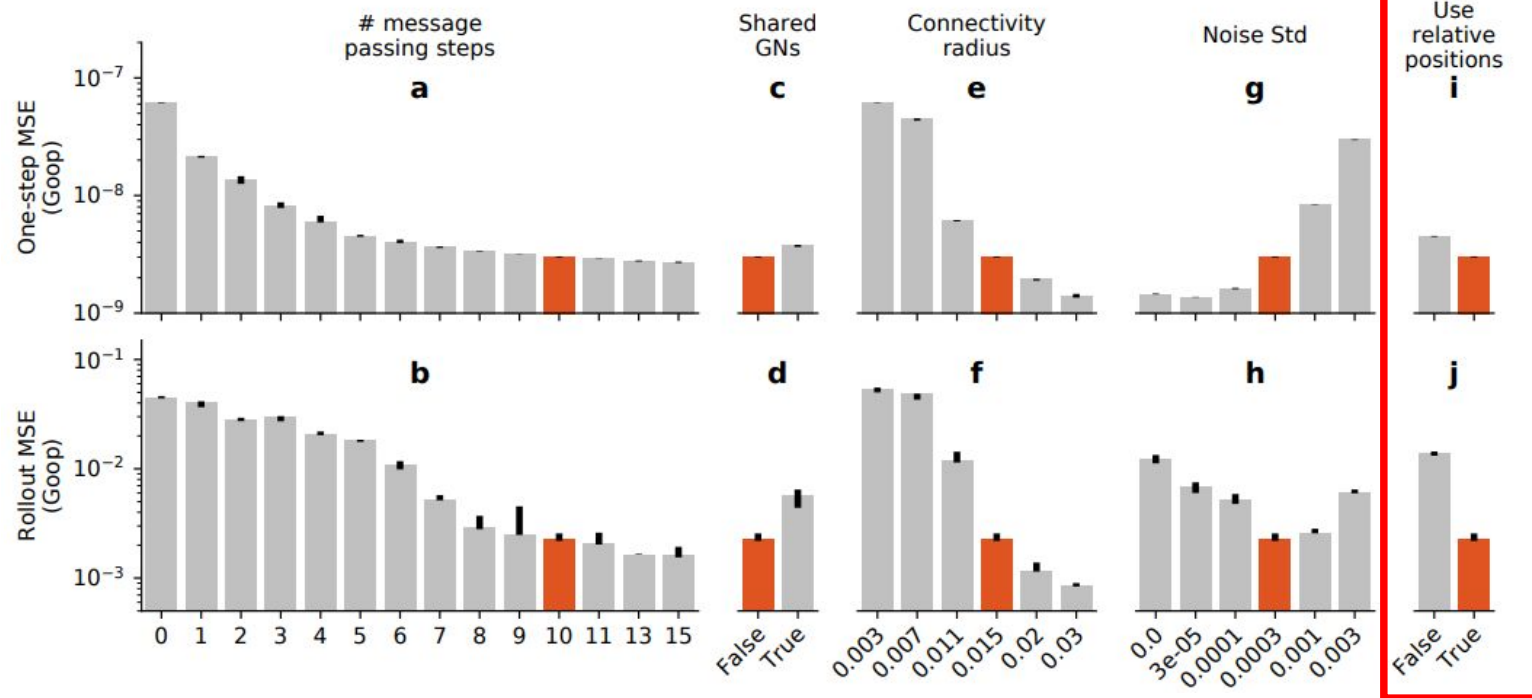 # message
passing steps
Shared
GNs
Connectivity
radius
Noise Std
Use
relative
positions
a
c
e
g
i
One-step MSE
(Goop)
10⁻⁷
10⁻⁸
10⁻⁹
b
d
f
h
j
Rollout MSE
(Goop)
10⁻¹
10⁻²
10⁻³
0 1 2 3 4 5 6 7 8 9 10 11 13 15
False True
0.003 0.007 0.011 0.015 0.02 0.03
0.0 3e-05 0.0001 0.0003 0.001 0.003
False True